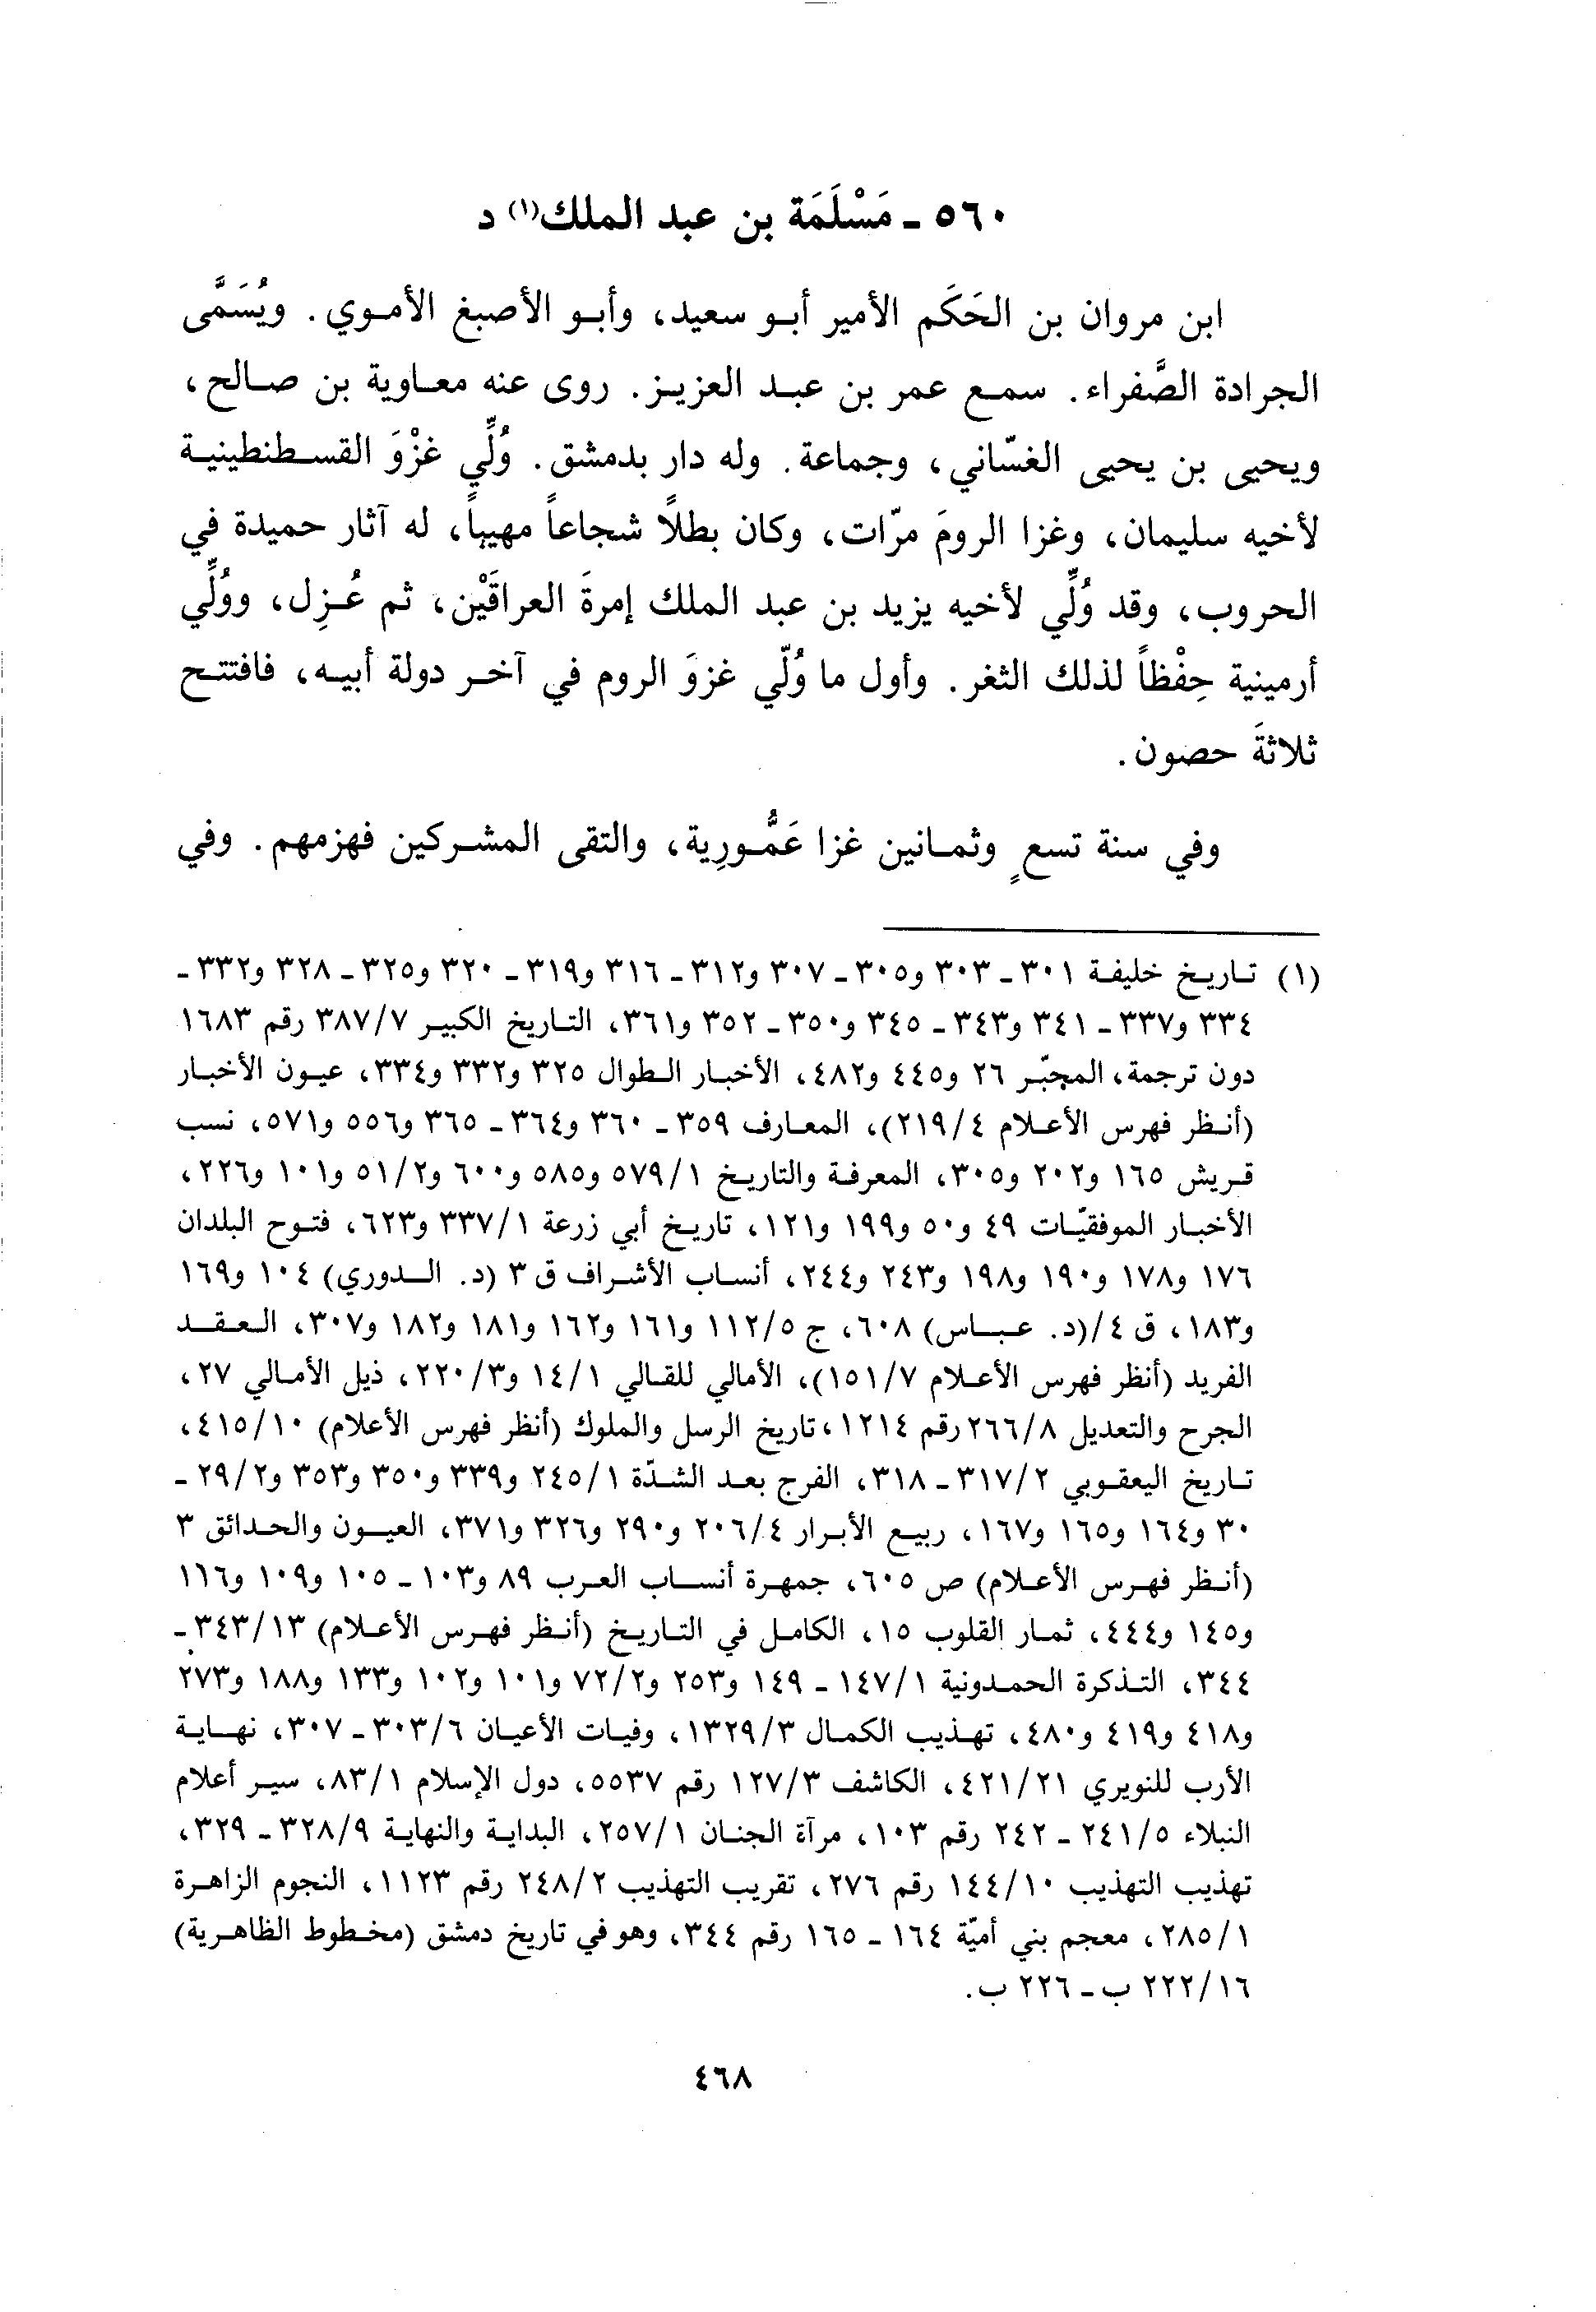 ٥٦٠ ـ مَسْلَمَة بن عبد الملك(١) د
ابن مروان بن الحَكَم الأمير أبو سعيد، وأبو الأصبغ الأموي. ويُسَمَّى
الجرادة الصَّفراء. سمع عمر بن عبد العزيز. روى عنه معاوية بن صالح،
ويحيى بن يحيى الغسّاني، وجماعة. وله دار بدمشق. وُلِّي غزْوَ القسطنطينية
لأخيه سليمان، وغزا الرومَ مرّات، وكان بطلاً شجاعاً مهيباً، له آثار حميدة في
الحروب، وقد وُلِّي لأخيه يزيد بن عبد الملك إمرةَ العراقَيْن، ثم عُزِل، ووُلِّي
أرمينية حِفْظاً لذلك الثغر. وأول ما وُلّي غزوَ الروم في آخر دولة أبيه، فافتتح
ثلاثةَ حصون.
وفي سنة تسعٍ وثمانين غزا عَمُّورِية، والتقى المشركين فهزمهم. وفي
(١) تاريخ خليفة ٣٠١ ـ ٣٠٣ و٣٠٥ ـ ٣٠٧ و٣١٢ ـ ٣١٦ و٣١٩ ـ ٣٢٠ و٣٢٥ ـ ٣٢٨ و٣٣٢ ـ
٣٣٤ و٣٣٧ ـ ٣٤١ و٣٤٣ ـ ٣٤٥ و٣٥٠ ـ ٣٥٢ و٣٦١، التاريخ الكبير ٣٨٧/٧ رقم ١٦٨٣
دون ترجمة، المحبّر ٢٦ و٤٤٥ و٤٨٢، الأخبار الطوال ٣٢٥ و٣٣٢ و٣٣٤، عيون الأخبار
(أنظر فهرس الأعلام ٢١٩/٤)، المعارف ٣٥٩ ـ ٣٦٠ و٣٦٤ ـ ٣٦٥ و٥٥٦ و٥٧١، نسب
قريش ١٦٥ و٢٠٢ و٣٠٥، المعرفة والتاريخ ٥٧٩/١ و٥٨٥ و٦٠٠ و٥١/٢ و١٠١ و٢٢٦،
الأخبار الموفقيّات ٤٩ و٥٠ و١٩٩ و١٢١، تاريخ أبي زرعة ٣٣٧/١ و٦٢٣، فتوح البلدان
١٧٦ و١٧٨ و١٩٠ و١٩٨ و٢٤٣ و٢٤٤، أنساب الأشراف ق ٣ (د. الدوري) ١٠٤ و١٦٩
و١٨٣، ق ٤/(د. عباس) ٦٠٨، ج ١١٢/٥ و١٦١ و١٦٢ و١٨١ و١٨٢ و٣٠٧، العقد
الفريد (أنظر فهرس الأعلام ١٥١/٧)، الأمالي للقالي ١٤/١ و٢٢٠/٣، ذيل الأمالي ٢٧،
الجرح والتعديل ٢٦٦/٨ رقم ١٢١٤، تاريخ الرسل والملوك (أنظر فهرس الأعلام) ٤١٥/١٠،
تاريخ اليعقوبي ٣١٧/٢ ـ ٣١٨، الفرج بعد الشدّة ٢٤٥/١ و٣٣٩ و٣٥٠ و٣٥٣ و٢٩/٢ ـ
٣٠ و١٦٤ و١٦٥ و١٦٧، ربيع الأبرار ٢٠٦/٤ و٢٩٠ و٣٢٦ و٣٧١، العيون والحدائق ٣
(أنظر فهرس الأعلام) ص ٦٠٥، جمهرة أنساب العرب ٨٩ و١٠٣ ـ ١٠٥ و١٠٩ و١١٦
و١٤٥ و٤٤٤، ثمار القلوب ١٥، الكامل في التاريخ (أنظر فهرس الأعلام) ٣٤٣/١٣ ـ
٣٤٤، التذكرة الحمدونية ١٤٧/١ ـ ١٤٩ و٢٥٣ و٧٢/٢ و١٠١ و١٠٢ و١٣٣ و١٨٨ و٢٧٣
و٤١٨ و٤١٩ و٤٨٠، تهذيب الكمال ١٣٢٩/٣، وفيات الأعيان ٣٠٣/٦ ـ ٣٠٧، نهاية
الأرب للنويري ٤٢١/٢١، الكاشف ١٢٧/٣ رقم ٥٥٣٧، دول الإسلام ٨٣/١، سير أعلام
النبلاء ٢٤١/٥ ـ ٢٤٢ رقم ١٠٣، مرآة الجنان ٢٥٧/١، البداية والنهاية ٣٢٨/٩ ـ ٣٢٩،
تهذيب التهذيب ١٤٤/١٠ رقم ٢٧٦، تقريب التهذيب ٢٤٨/٢ رقم ١١٢٣، النجوم الزاهرة
٢٨٥/١، معجم بني أميّة ١٦٤ ـ ١٦٥ رقم ٣٤٤، وهو في تاريخ دمشق (مخطوط الظاهرية)
٢٢٢/١٦ ب ـ ٢٢٦ ب.
٤٦٨